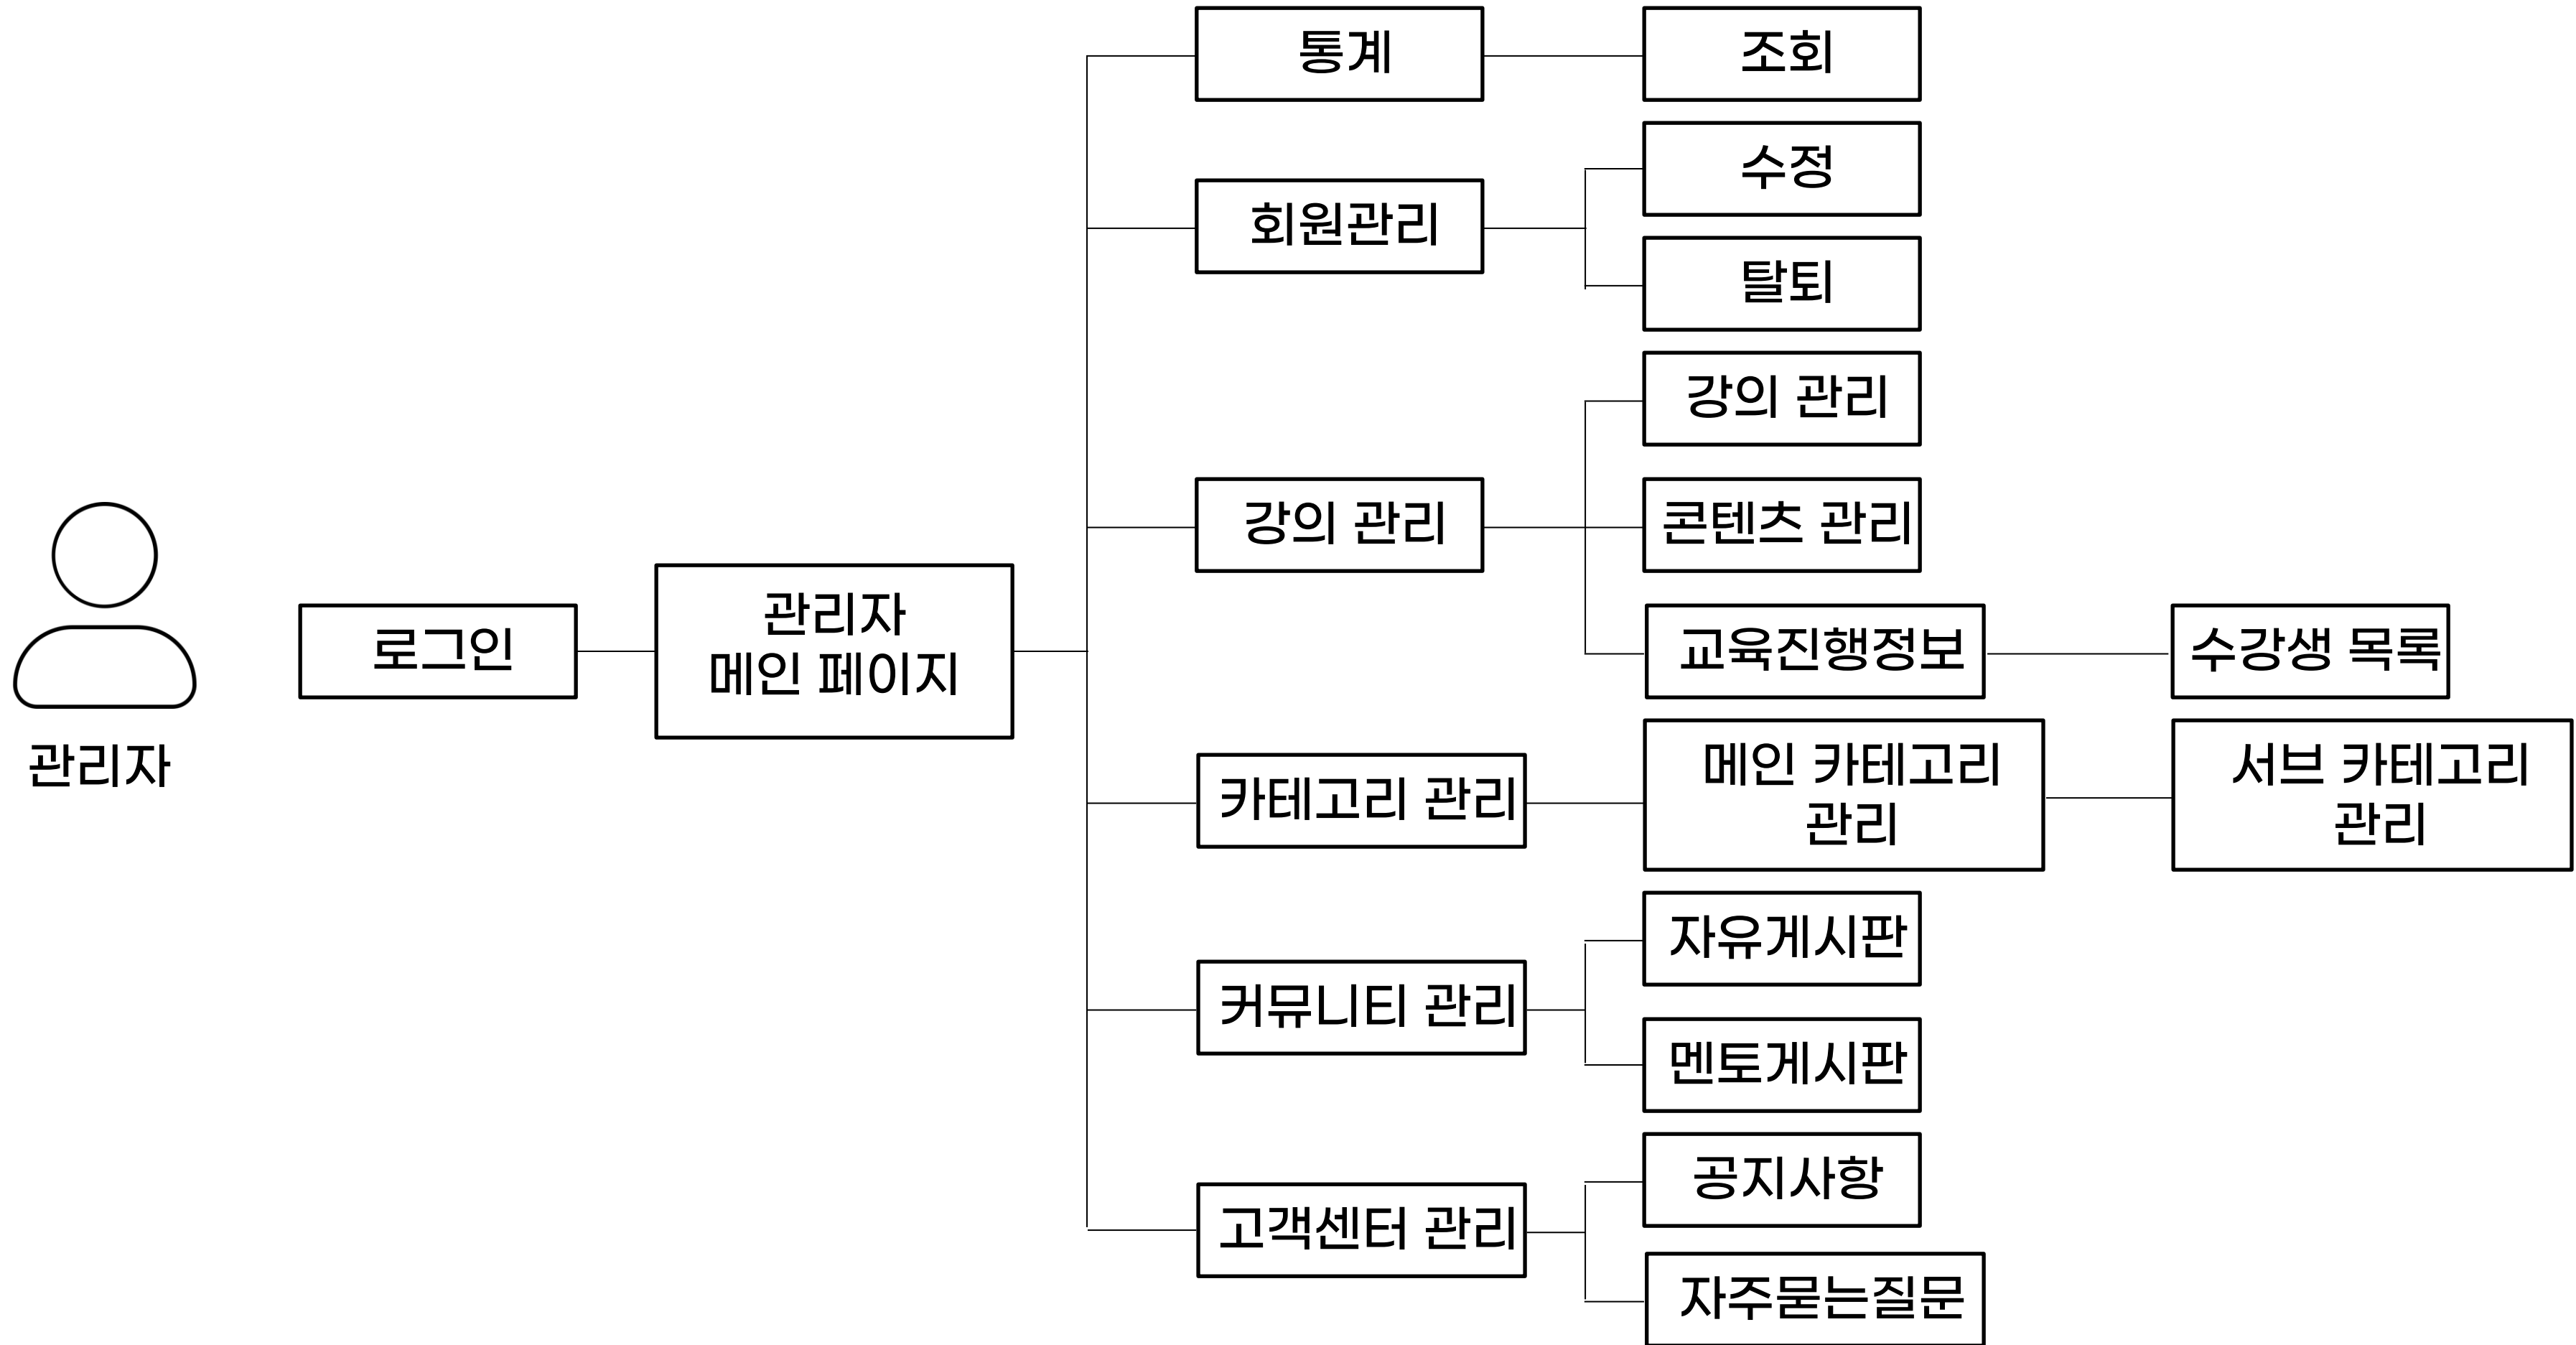 관리자
로그인
관리자
메인 페이지
통계
조회
회원관리
수정
탈퇴
강의 관리
강의 관리
콘텐츠 관리
교육진행정보
수강생 목록
카테고리 관리
메인 카테고리
관리
서브 카테고리
관리
커뮤니티 관리
자유게시판
멘토게시판
고객센터 관리
공지사항
자주묻는질문